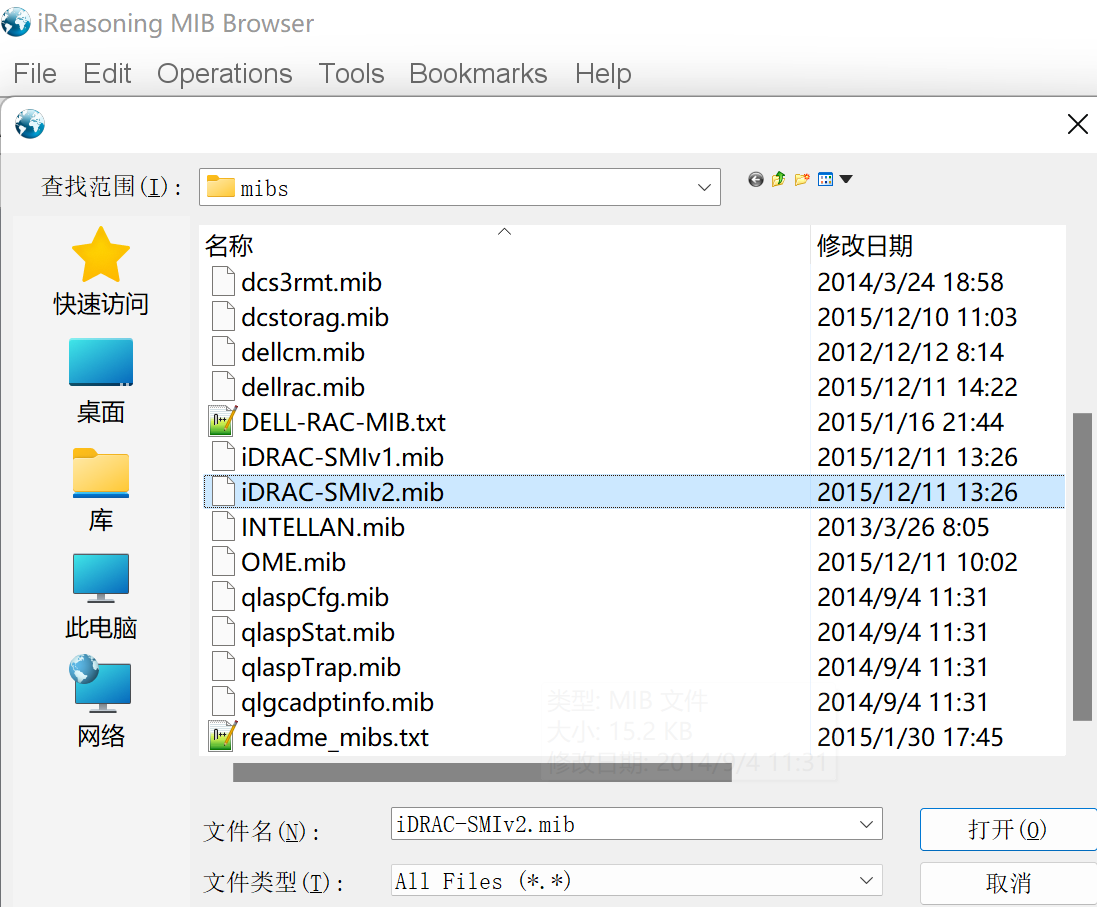 iReasoning MIB Browser
File Edit Operations Tools Bookmarks Help
查找范围(I): mibs
名称 修改日期
dcs3rmt.mib 2014/3/24 18:58
dcstorag.mib 2015/12/10 11:03
dellcm.mib 2012/12/12 8:14
dellrac.mib 2015/12/11 14:22
DELL-RAC-MIB.txt 2015/1/16 21:44
iDRAC-SMIv1.mib 2015/12/11 13:26
iDRAC-SMIv2.mib 2015/12/11 13:26
INTELLAN.mib 2013/3/26 8:05
OME.mib 2015/12/11 10:02
qlaspCfg.mib 2014/9/4 11:31
qlaspStat.mib 2014/9/4 11:31
qlaspTrap.mib 2014/9/4 11:31
qlgcadptinfo.mib 2014/9/4 11:31
readme_mibs.txt 2015/1/30 17:45
快速访问
桌面
库
此电脑
网络
类型: MIB 文件
大小: 15.2 KB
修改日期: 2014/9/4 11:31
文件名(N): iDRAC-SMIv2.mib 打开(O)
文件类型(T): All Files (*.*) 取消